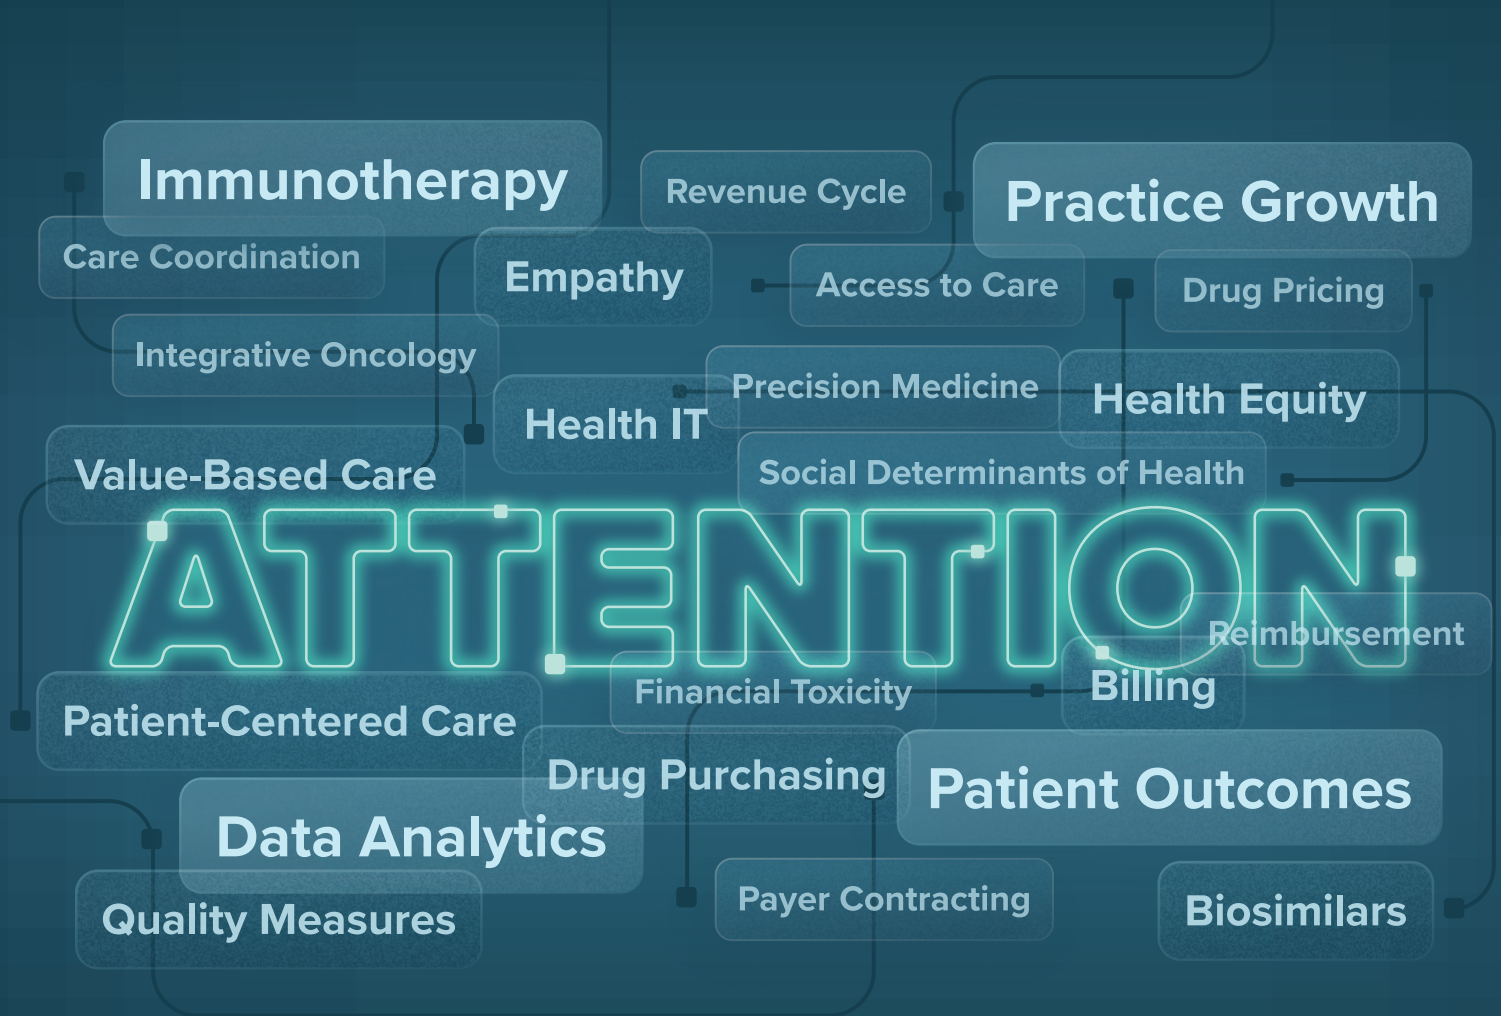 Immunotherapy
Revenue Cycle
Practice Growth
Care Coordination
Empathy
Access to Care
Drug Pricing
Integrative Oncology
Precision Medicine
Health Equity
Health IT
Value-Based Care
Social Determinants of Health
ATTENTION
Reimbursement
Financial Toxicity
Billing
Patient-Centered Care
Drug Purchasing
Patient Outcomes
Data Analytics
Quality Measures
Payer Contracting
Biosimilars